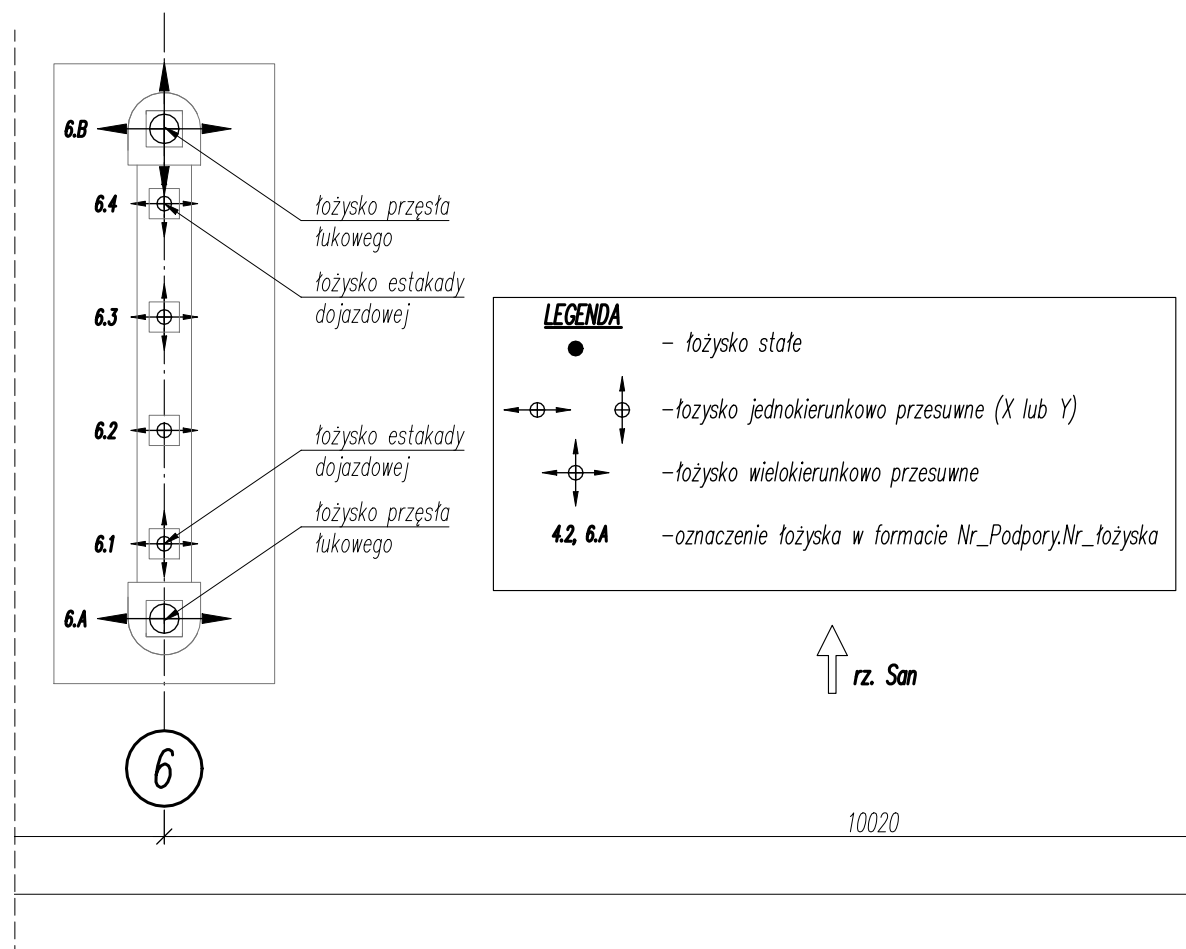 6.B
6.4
łożysko przęsła
łukowego
łożysko estakady
dojazdowej
6.3
6.2
łożysko estakady
dojazdowej
łożysko przęsła
łukowego
6.1
6.A
LEGENDA
- łożysko stałe
-łozysko jednokierunkowo przesuwne (X lub Y)
-łożysko wielokierunkowo przesuwne
4.2, 6.A -oznaczenie łożyska w formacie Nr_Podpory.Nr_łożyska
rz. San
6
10020